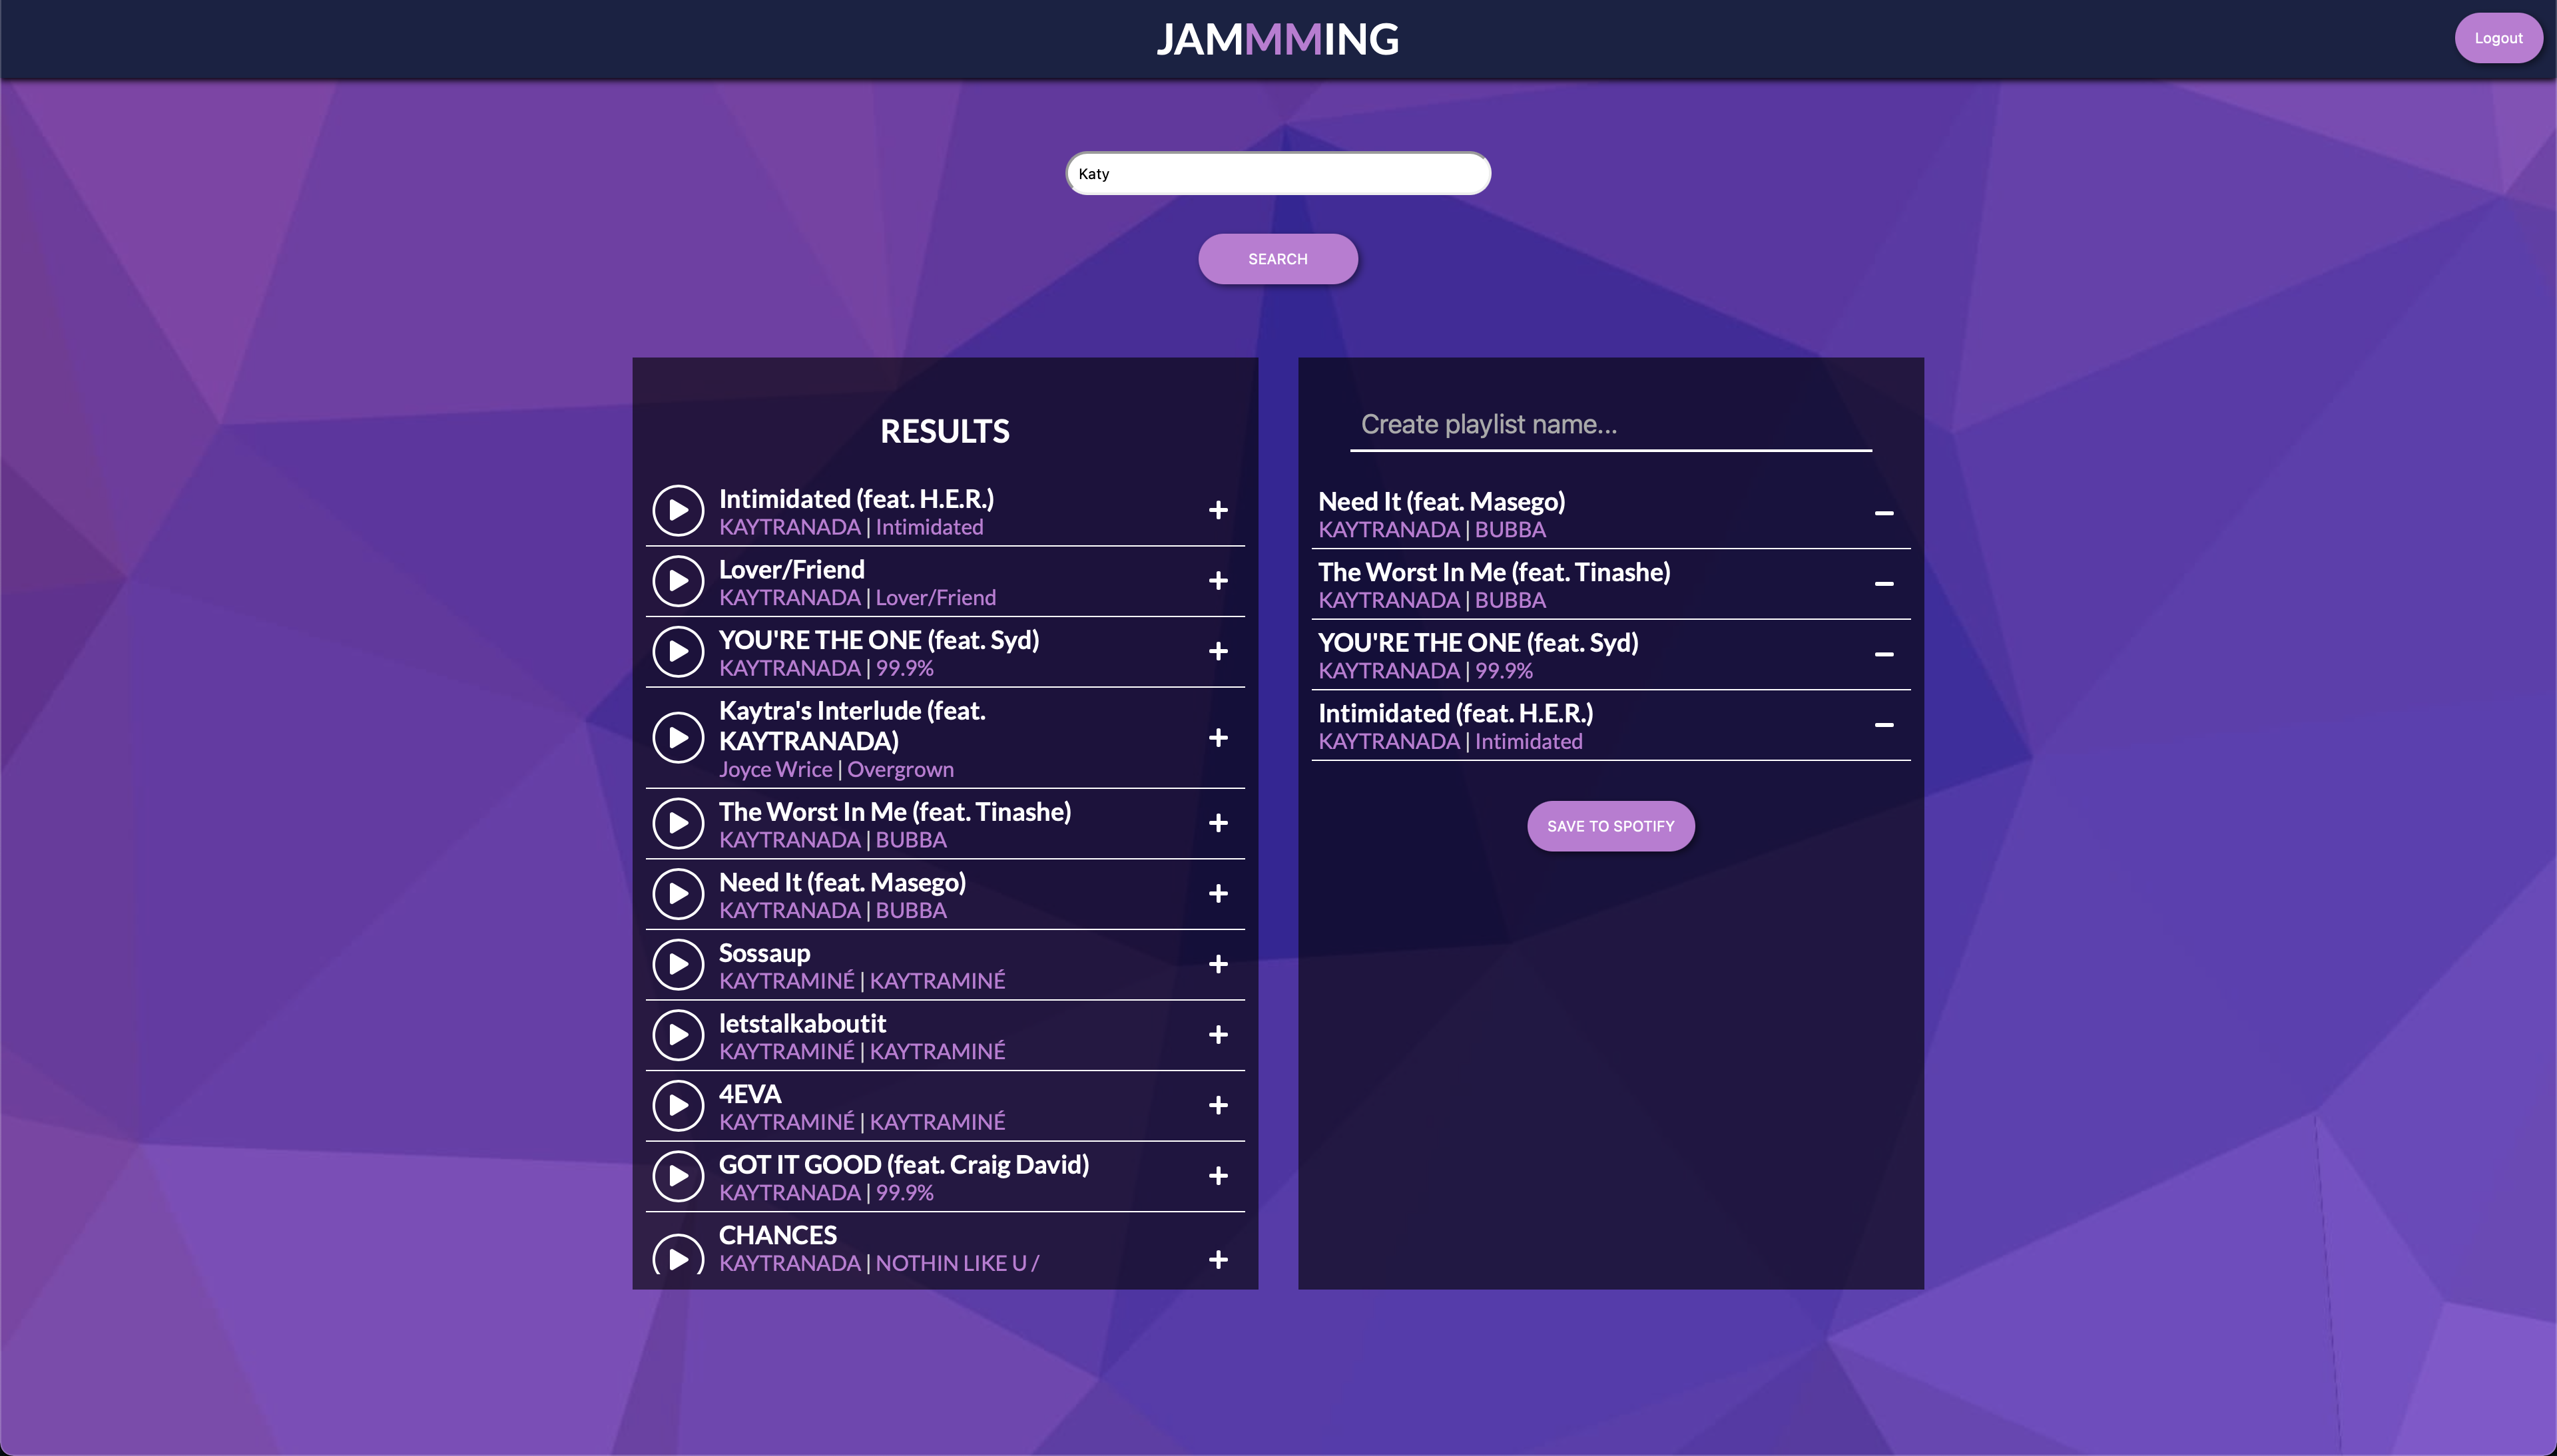 JAMMMING
Logout
Katy
SEARCH
RESULTS
Intimidated (feat. H.E.R.)
KAYTRANADA | Intimidated
Lover/Friend
KAYTRANADA | Lover/Friend
YOU'RE THE ONE (feat. Syd)
KAYTRANADA | 99.9%
Kaytra's Interlude (feat.
KAYTRANADA)
Joyce Wrice | Overgrown
The Worst In Me (feat. Tinashe)
KAYTRANADA | BUBBA
Need It (feat. Masego)
KAYTRANADA | BUBBA
Sossaup
KAYTRAMINÉ | KAYTRAMINÉ
letstalkaboutit
KAYTRAMINÉ | KAYTRAMINÉ
4EVA
KAYTRAMINÉ | KAYTRAMINÉ
GOT IT GOOD (feat. Craig David)
KAYTRANADA | 99.9%
CHANCES
KAYTRANADA | NOTHIN LIKE U /
Create playlist name...
Need It (feat. Masego)
KAYTRANADA | BUBBA
The Worst In Me (feat. Tinashe)
KAYTRANADA | BUBBA
YOU'RE THE ONE (feat. Syd)
KAYTRANADA | 99.9%
Intimidated (feat. H.E.R.)
KAYTRANADA | Intimidated
SAVE TO SPOTIFY